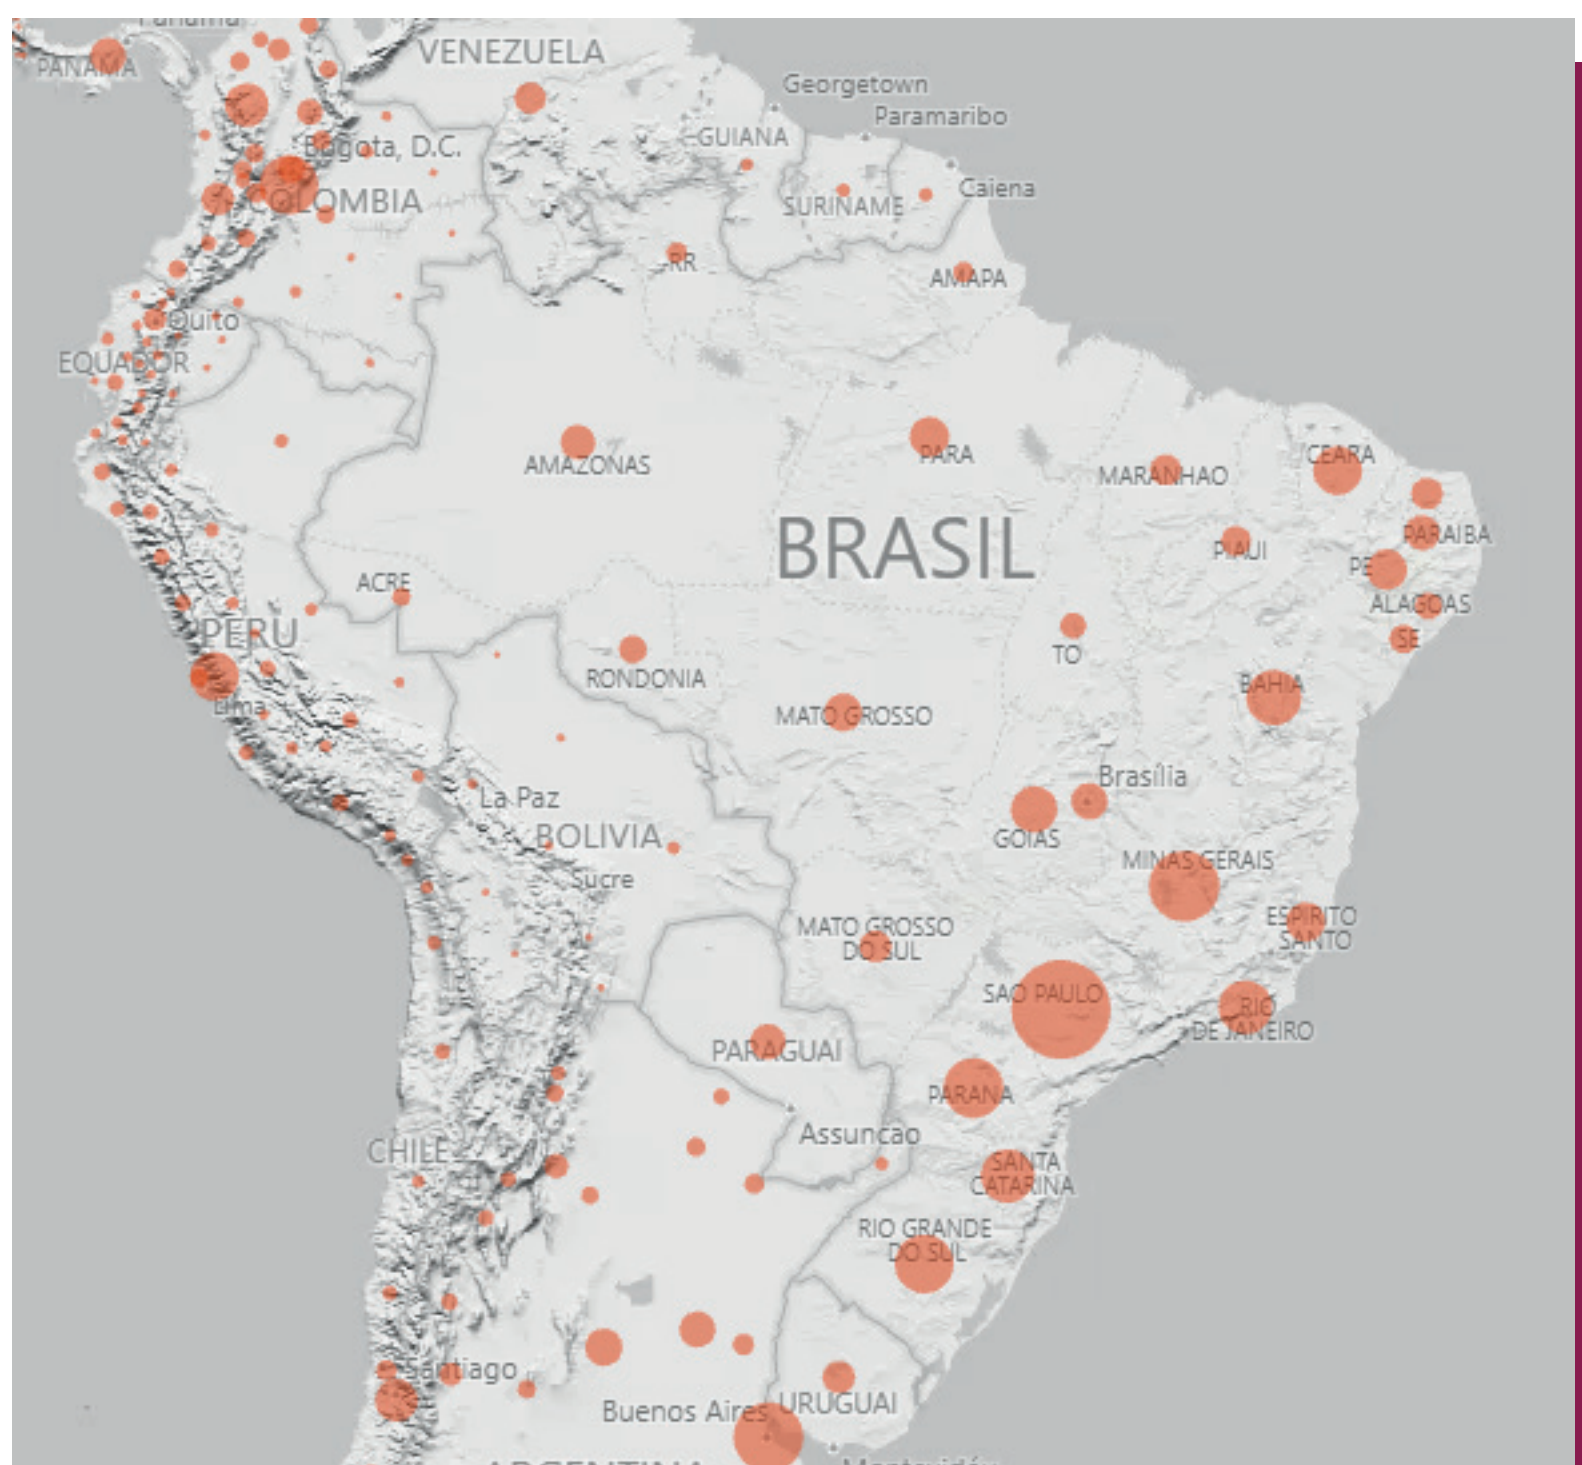 Panama
PANAMA
VENEZUELA
Georgetown
Paramaribo
GUIANA
Bogota, D.C.
COLOMBIA
Caiena
SURINAME
RR
AMAPA
Quito
EQUADOR
AMAZONAS
PARA
MARANHAO
CEARA
BRASIL
PIAUI
PARAIBA
PE
ACRE
ALAGOAS
PERU
SE
TO
RONDONIA
BAHIA
Lima
MATO GROSSO
Brasília
La Paz
BOLIVIA
GOIAS
MINAS GERAIS
Sucre
MATO GROSSO
DO SUL
ESPIRITO
SANTO
SAO PAULO
RIO
DE JANEIRO
PARAGUAI
PARANA
Assuncao
CHILE
SANTA
CATARINA
RIO GRANDE
DO SUL
Santiago
Buenos Aires
URUGUAI
ARGENTINA
Montevidéu